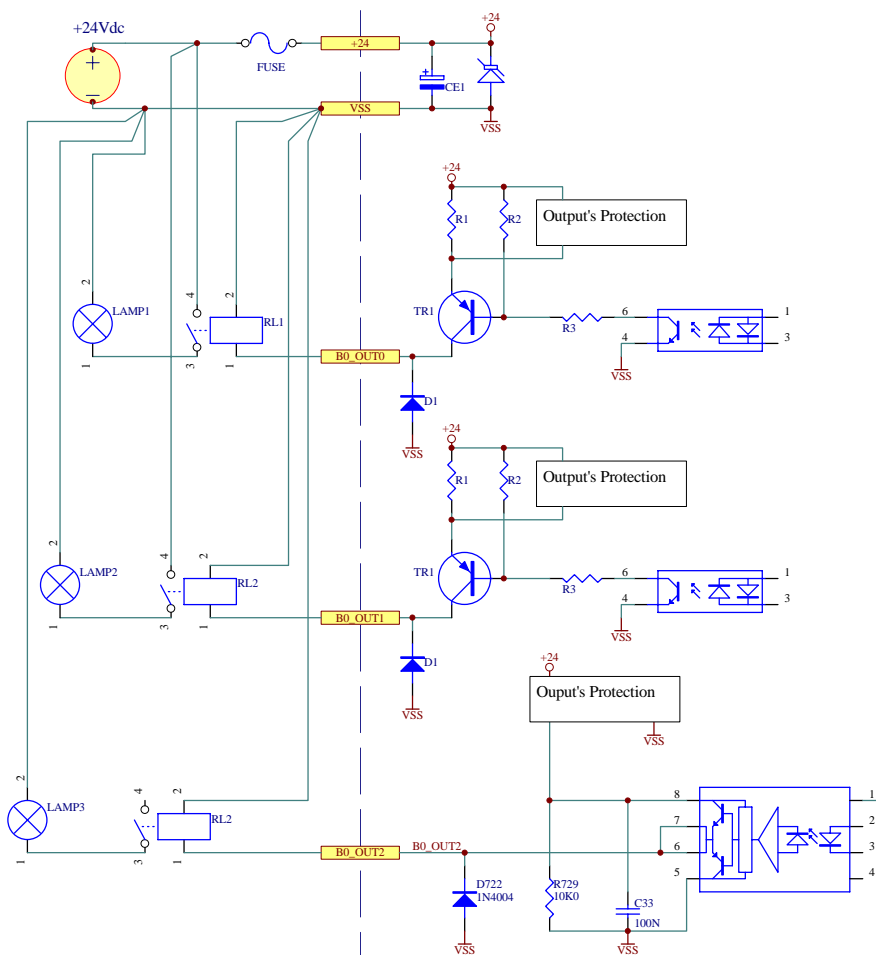 +24Vdc
+24
+24
FUSE
CE1
VSS
VSS
+24
R1
R2
Output's Protection
2
4
2
LAMP1
RL1
TR1
R3
6
1
4
3
VSS
1
3
1
B0_OUT0
D1
VSS
+24
R1
R2
Output's Protection
2
4
2
LAMP2
RL2
TR1
R3
6
1
4
3
VSS
1
3
1
B0_OUT1
D1
VSS
+24
Ouput's Protection
VSS
2
4
2
LAMP3
RL2
8
1
7
2
6
3
5
4
1
3
1
B0_OUT2
B0_OUT2
D722
1N4004
R729
10K0
C33
100N
VSS
VSS